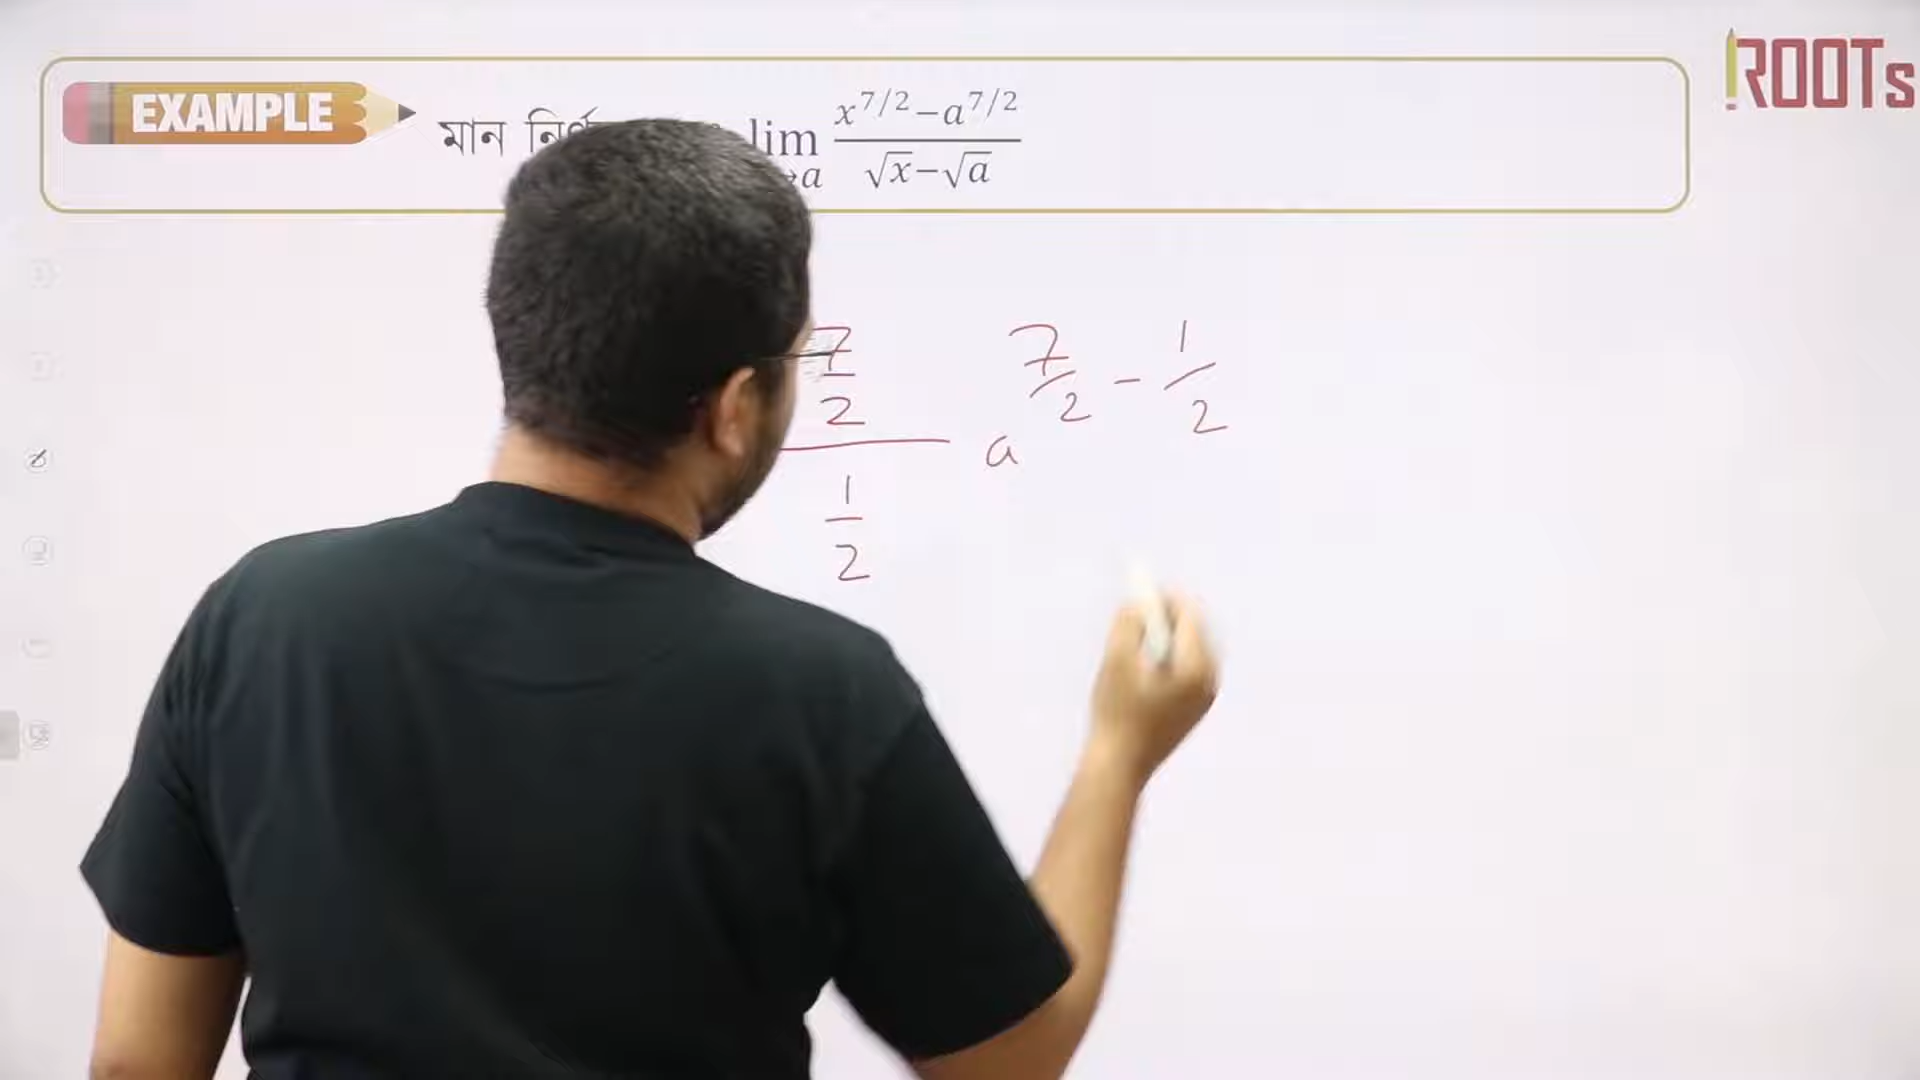 EXAMPLE
মান lim x^{7/2}-a^{7/2} / √x-√a
→a
ROOTs
7/2 / 1/2 a^{7/2 - 1/2}